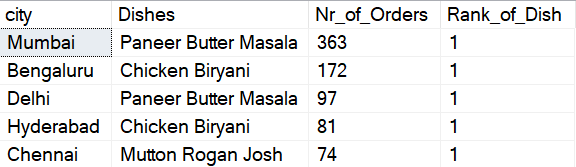 city Dishes Nr_of_Orders Rank_of_Dish
Mumbai Paneer Butter Masala 363 1
Bengaluru Chicken Biryani 172 1
Delhi Paneer Butter Masala 97 1
Hyderabad Chicken Biryani 81 1
Chennai Mutton Rogan Josh 74 1